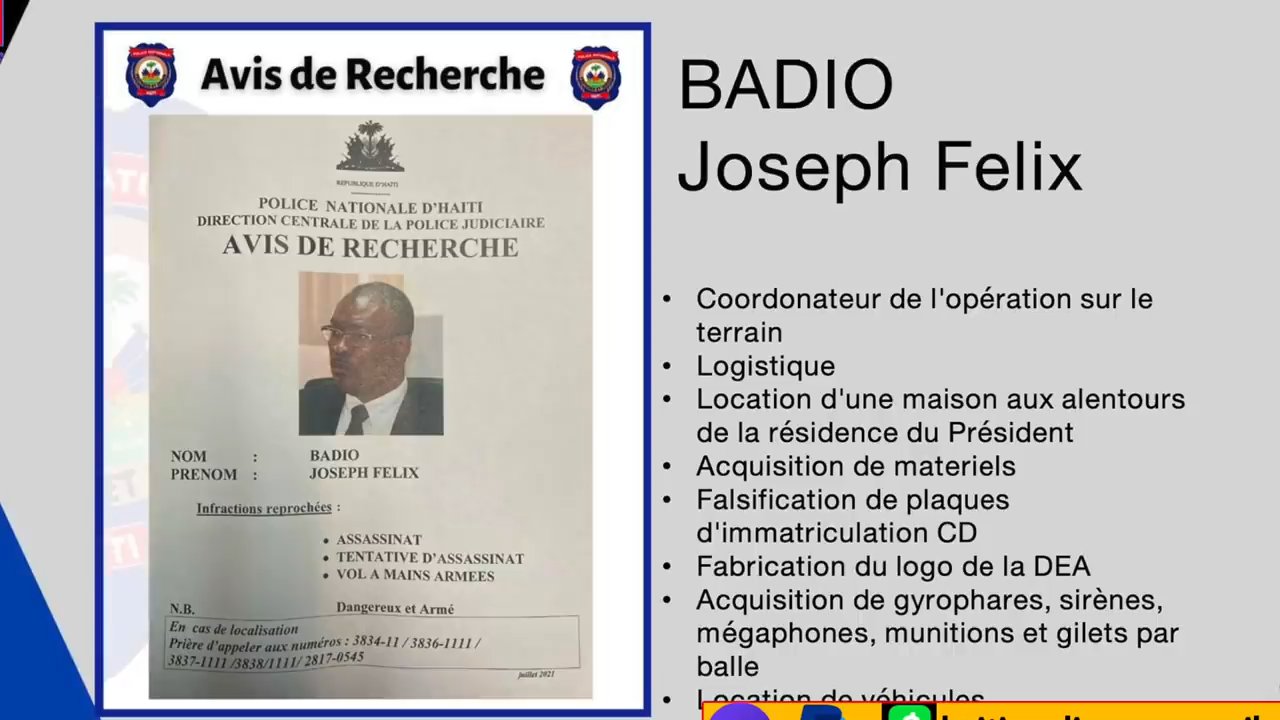 Avis de Recherche
REPUBLIQUE D'HAITI
POLICE NATIONALE D'HAITI
DIRECTION CENTRALE DE LA POLICE JUDICIAIRE
AVIS DE RECHERCHE
NOM : BADIO
PRENOM : JOSEPH FELIX
Infractions reprochées :
• ASSASSINAT
• TENTATIVE D'ASSASSINAT
• VOL A MAINS ARMEES
N.B. Dangereux et Armé
En cas de localisation
Prière d'appeler aux numéros : 3834-11 / 3836-1111 /
3837-1111 /3838/1111/ 2817-0545
juillet 2021
BADIO
Joseph Felix
• Coordonateur de l'opération sur le
terrain
• Logistique
• Location d'une maison aux alentours
de la résidence du Président
• Acquisition de materiels
• Falsification de plaques
d'immatriculation CD
• Fabrication du logo de la DEA
• Acquisition de gyrophares, sirènes,
mégaphones, munitions et gilets par
balle
• Location de véhicules